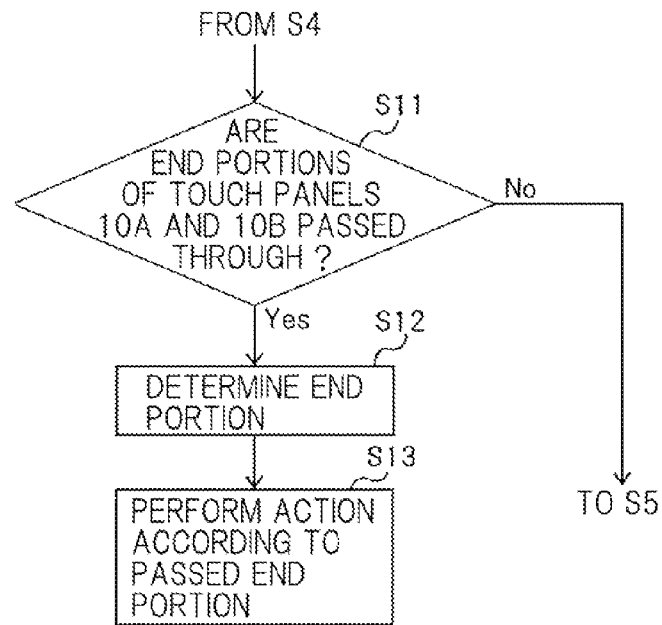 FROM S4
S11
ARE
END PORTIONS
OF TOUCH PANELS
10A AND 10B PASSED
THROUGH ?
No
Yes
S12
DETERMINE END
PORTION
S13
PERFORM ACTION
ACCORDING TO
PASSED END
PORTION
TO S5